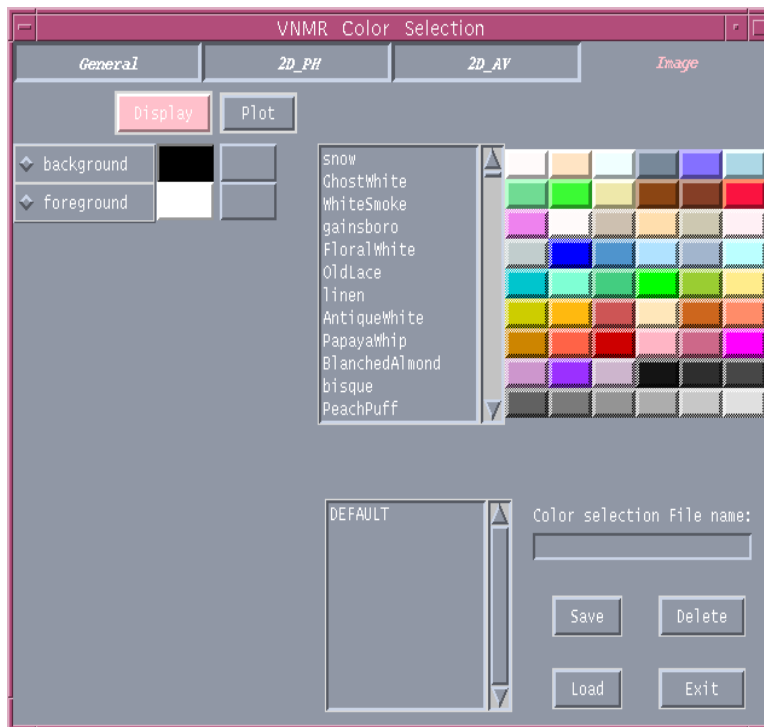 VNMR Color Selection
General 2D_PH 2D_AV Image
Display Plot
background
foreground
snow
GhostWhite
WhiteSmoke
gainsboro
FloralWhite
OldLace
linen
AntiqueWhite
PapayaWhip
BlanchedAlmond
bisque
PeachPuff
DEFAULT
Color selection File name:
Save Delete
Load Exit